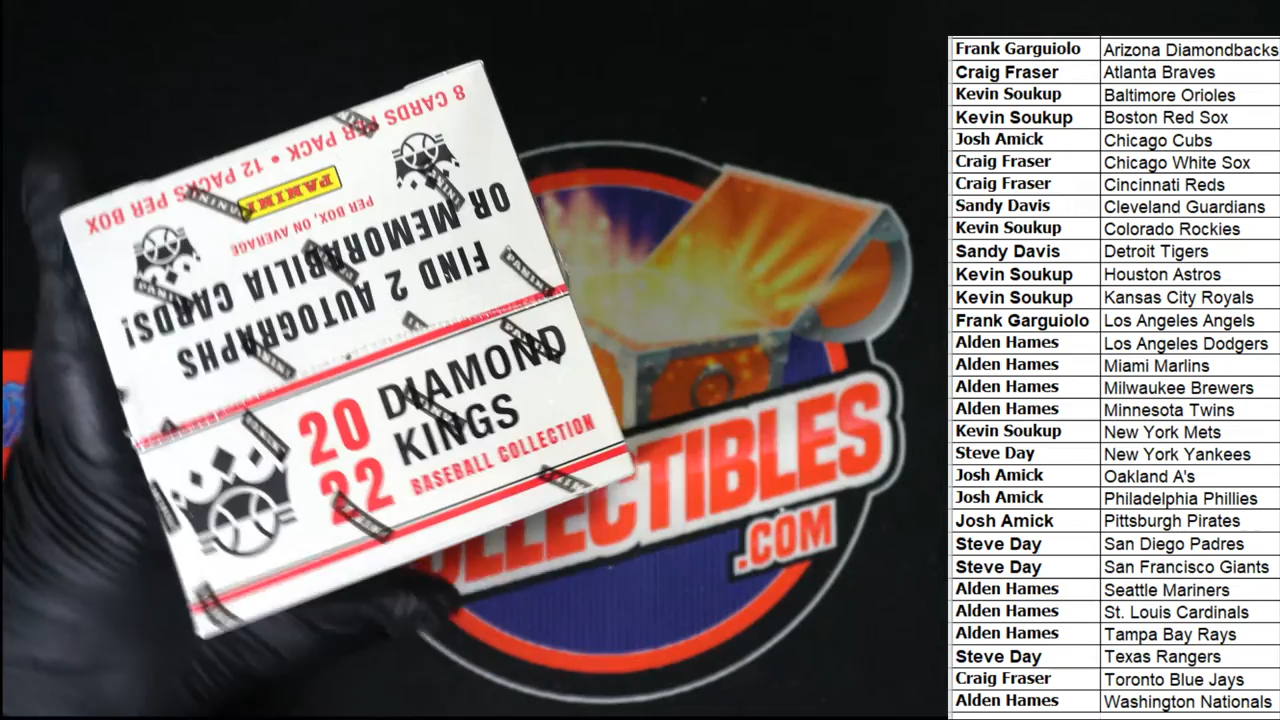 8 CARDS PER PACK • 12 PACKS PER BOX
PANINI
PER BOX, ON AVERAGE
FIND 2 AUTOGRAPHS
OR MEMORABILIA CARDS!
20
22
DIAMOND
KINGS
BASEBALL COLLECTION
LLECTIBLES
.COM
Frank Garguiolo Arizona Diamondbacks
Craig Fraser Atlanta Braves
Kevin Soukup Baltimore Orioles
Kevin Soukup Boston Red Sox
Josh Amick Chicago Cubs
Craig Fraser Chicago White Sox
Craig Fraser Cincinnati Reds
Sandy Davis Cleveland Guardians
Kevin Soukup Colorado Rockies
Sandy Davis Detroit Tigers
Kevin Soukup Houston Astros
Kevin Soukup Kansas City Royals
Frank Garguiolo Los Angeles Angels
Alden Hames Los Angeles Dodgers
Alden Hames Miami Marlins
Alden Hames Milwaukee Brewers
Alden Hames Minnesota Twins
Kevin Soukup New York Mets
Steve Day New York Yankees
Josh Amick Oakland A's
Josh Amick Philadelphia Phillies
Josh Amick Pittsburgh Pirates
Steve Day San Diego Padres
Steve Day San Francisco Giants
Alden Hames Seattle Mariners
Alden Hames St. Louis Cardinals
Alden Hames Tampa Bay Rays
Steve Day Texas Rangers
Craig Fraser Toronto Blue Jays
Alden Hames Washington Nationals